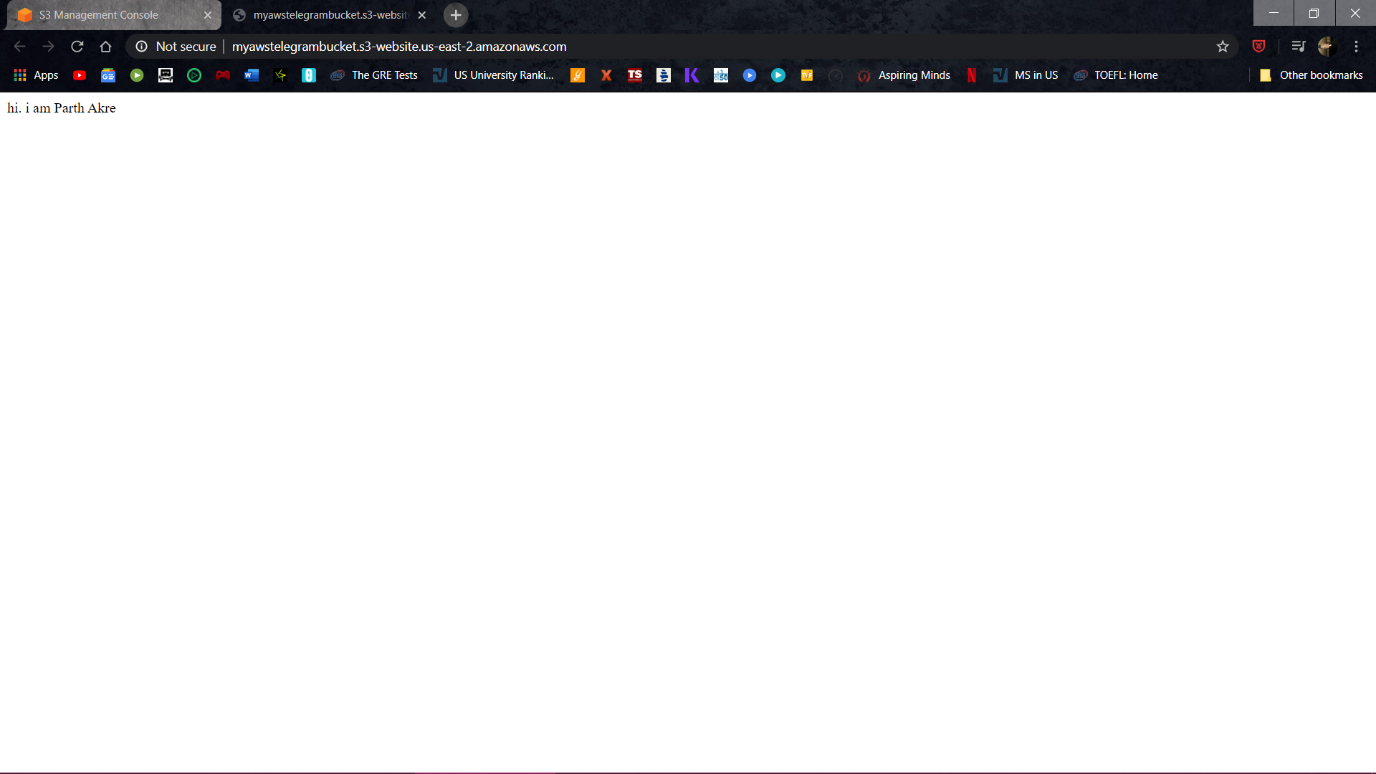 S3 Management Console
myawstelegrambucket.s3-websit
Not secure
myawstelegrambucket.s3-website.us-east-2.amazonaws.com
Apps
GE
W
The GRE Tests
US University Ranki...
X
TS
K
N
Aspiring Minds
MS in US
TOEFL: Home
Other bookmarks
hi. i am Parth Akre